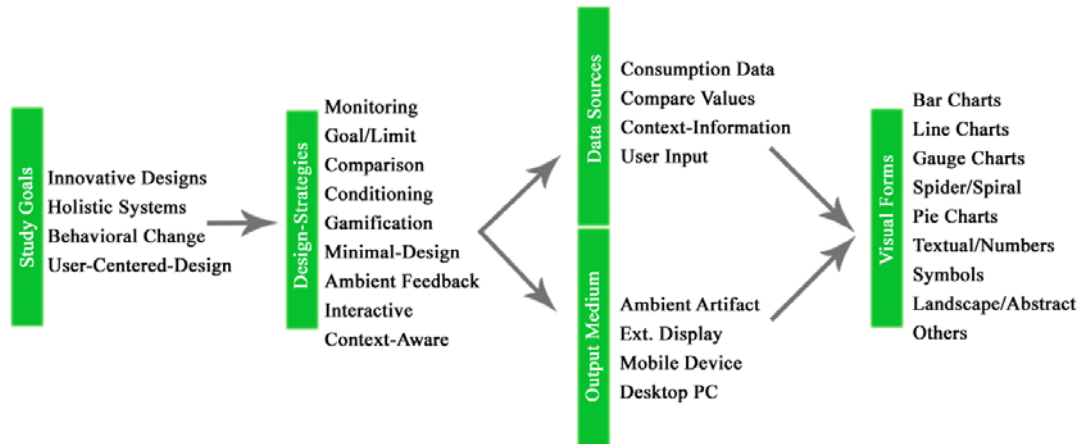 Study Goals
Innovative Designs
Holistic Systems
Behavioral Change
User-Centered-Design
Design-Strategies
Monitoring
Goal/Limit
Comparison
Conditioning
Gamification
Minimal-Design
Ambient Feedback
Interactive
Context-Aware
Data Sources
Consumption Data
Compare Values
Context-Information
User Input
Output Medium
Ambient Artifact
Ext. Display
Mobile Device
Desktop PC
Visual Forms
Bar Charts
Line Charts
Gauge Charts
Spider/Spiral
Pie Charts
Textual/Numbers
Symbols
Landscape/Abstract
Others